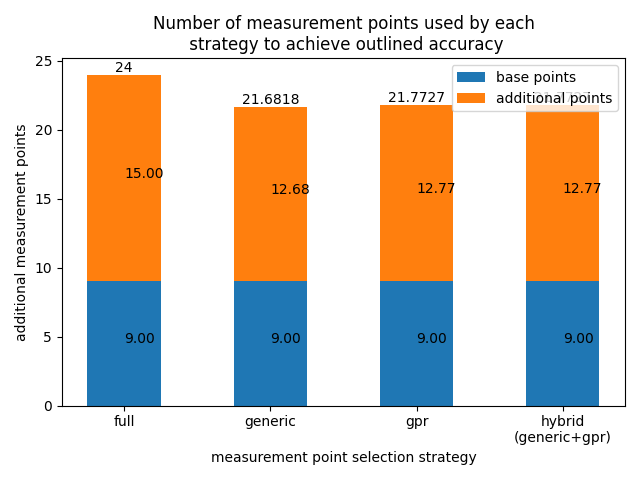 Number of measurement points used by each
strategy to achieve outlined accuracy
base points
additional points
24
21.6818
21.7727
15.00
12.68
12.77
12.77
9.00
9.00
9.00
9.00
25
20
15
10
5
0
additional measurement points
full
generic
gpr
hybrid
(generic+gpr)
measurement point selection strategy